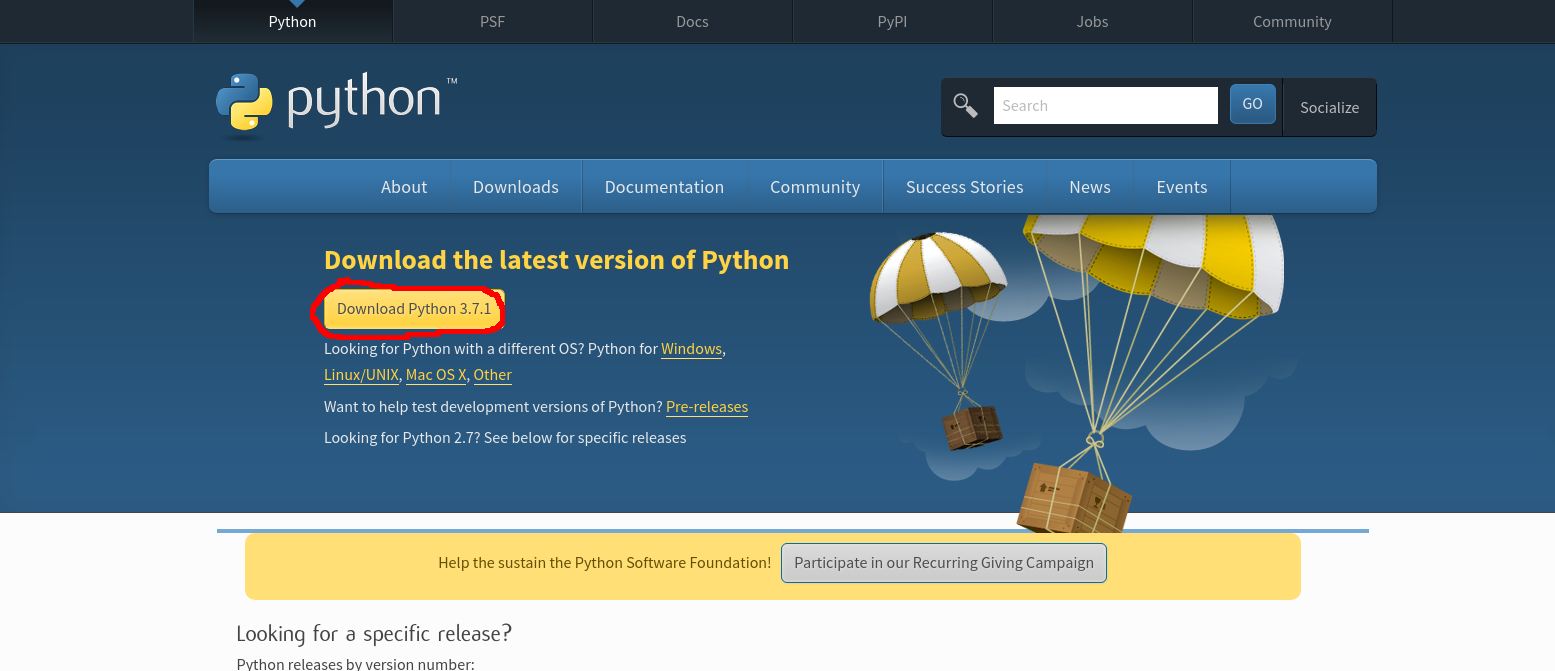 Python PSF Docs PyPI Jobs Community
python™
Search GO Socialize
About Downloads Documentation Community Success Stories News Events
Download the latest version of Python
Download Python 3.7.1
Looking for Python with a different OS? Python for Windows,
Linux/UNIX, Mac OS X, Other
Want to help test development versions of Python? Pre-releases
Looking for Python 2.7? See below for specific releases
Help the sustain the Python Software Foundation! Participate in our Recurring Giving Campaign
Looking for a specific release?
Python releases by version number: